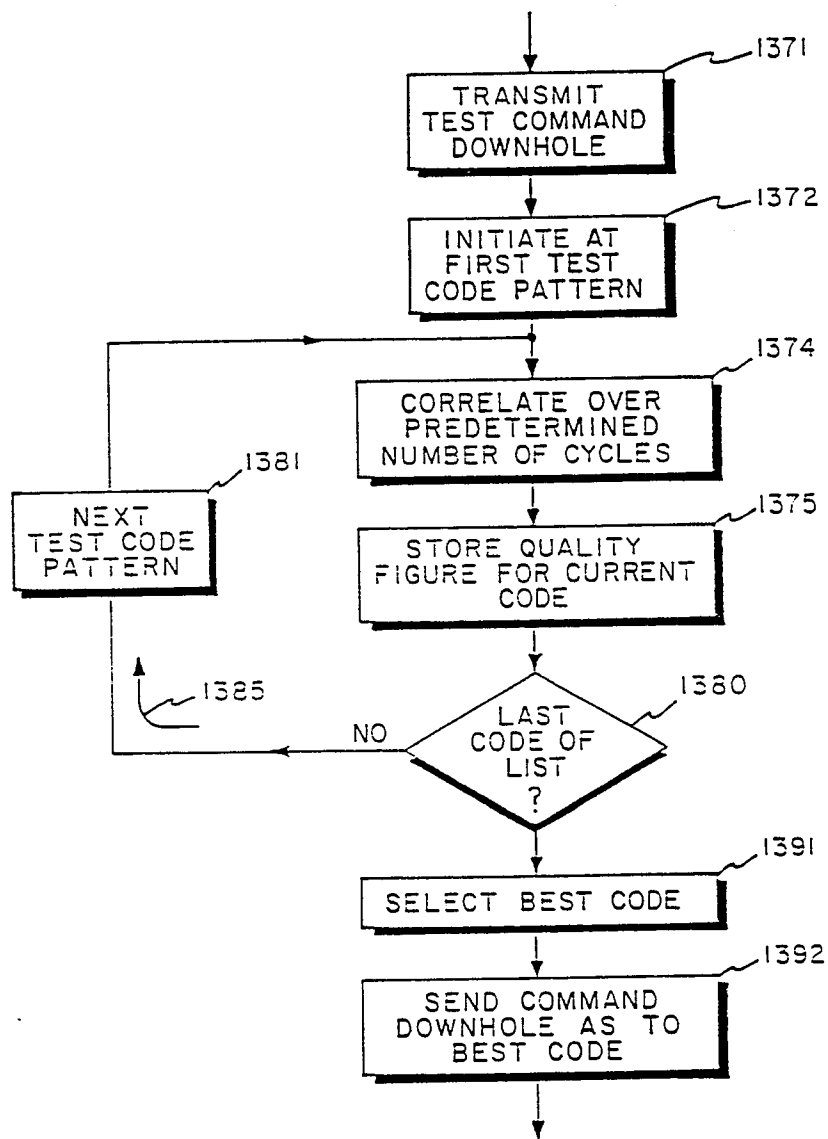 1371
TRANSMIT
TEST COMMAND
DOWNHOLE
1372
INITIATE AT
FIRST TEST
CODE PATTERN
1374
CORRELATE OVER
PREDETERMINED
NUMBER OF CYCLES
1381
NEXT
TEST CODE
PATTERN
1375
STORE QUALITY
FIGURE FOR CURRENT
CODE
1385
1380
LAST
CODE OF
LIST
?
NO
1391
SELECT BEST CODE
1392
SEND COMMAND
DOWNHOLE AS TO
BEST CODE